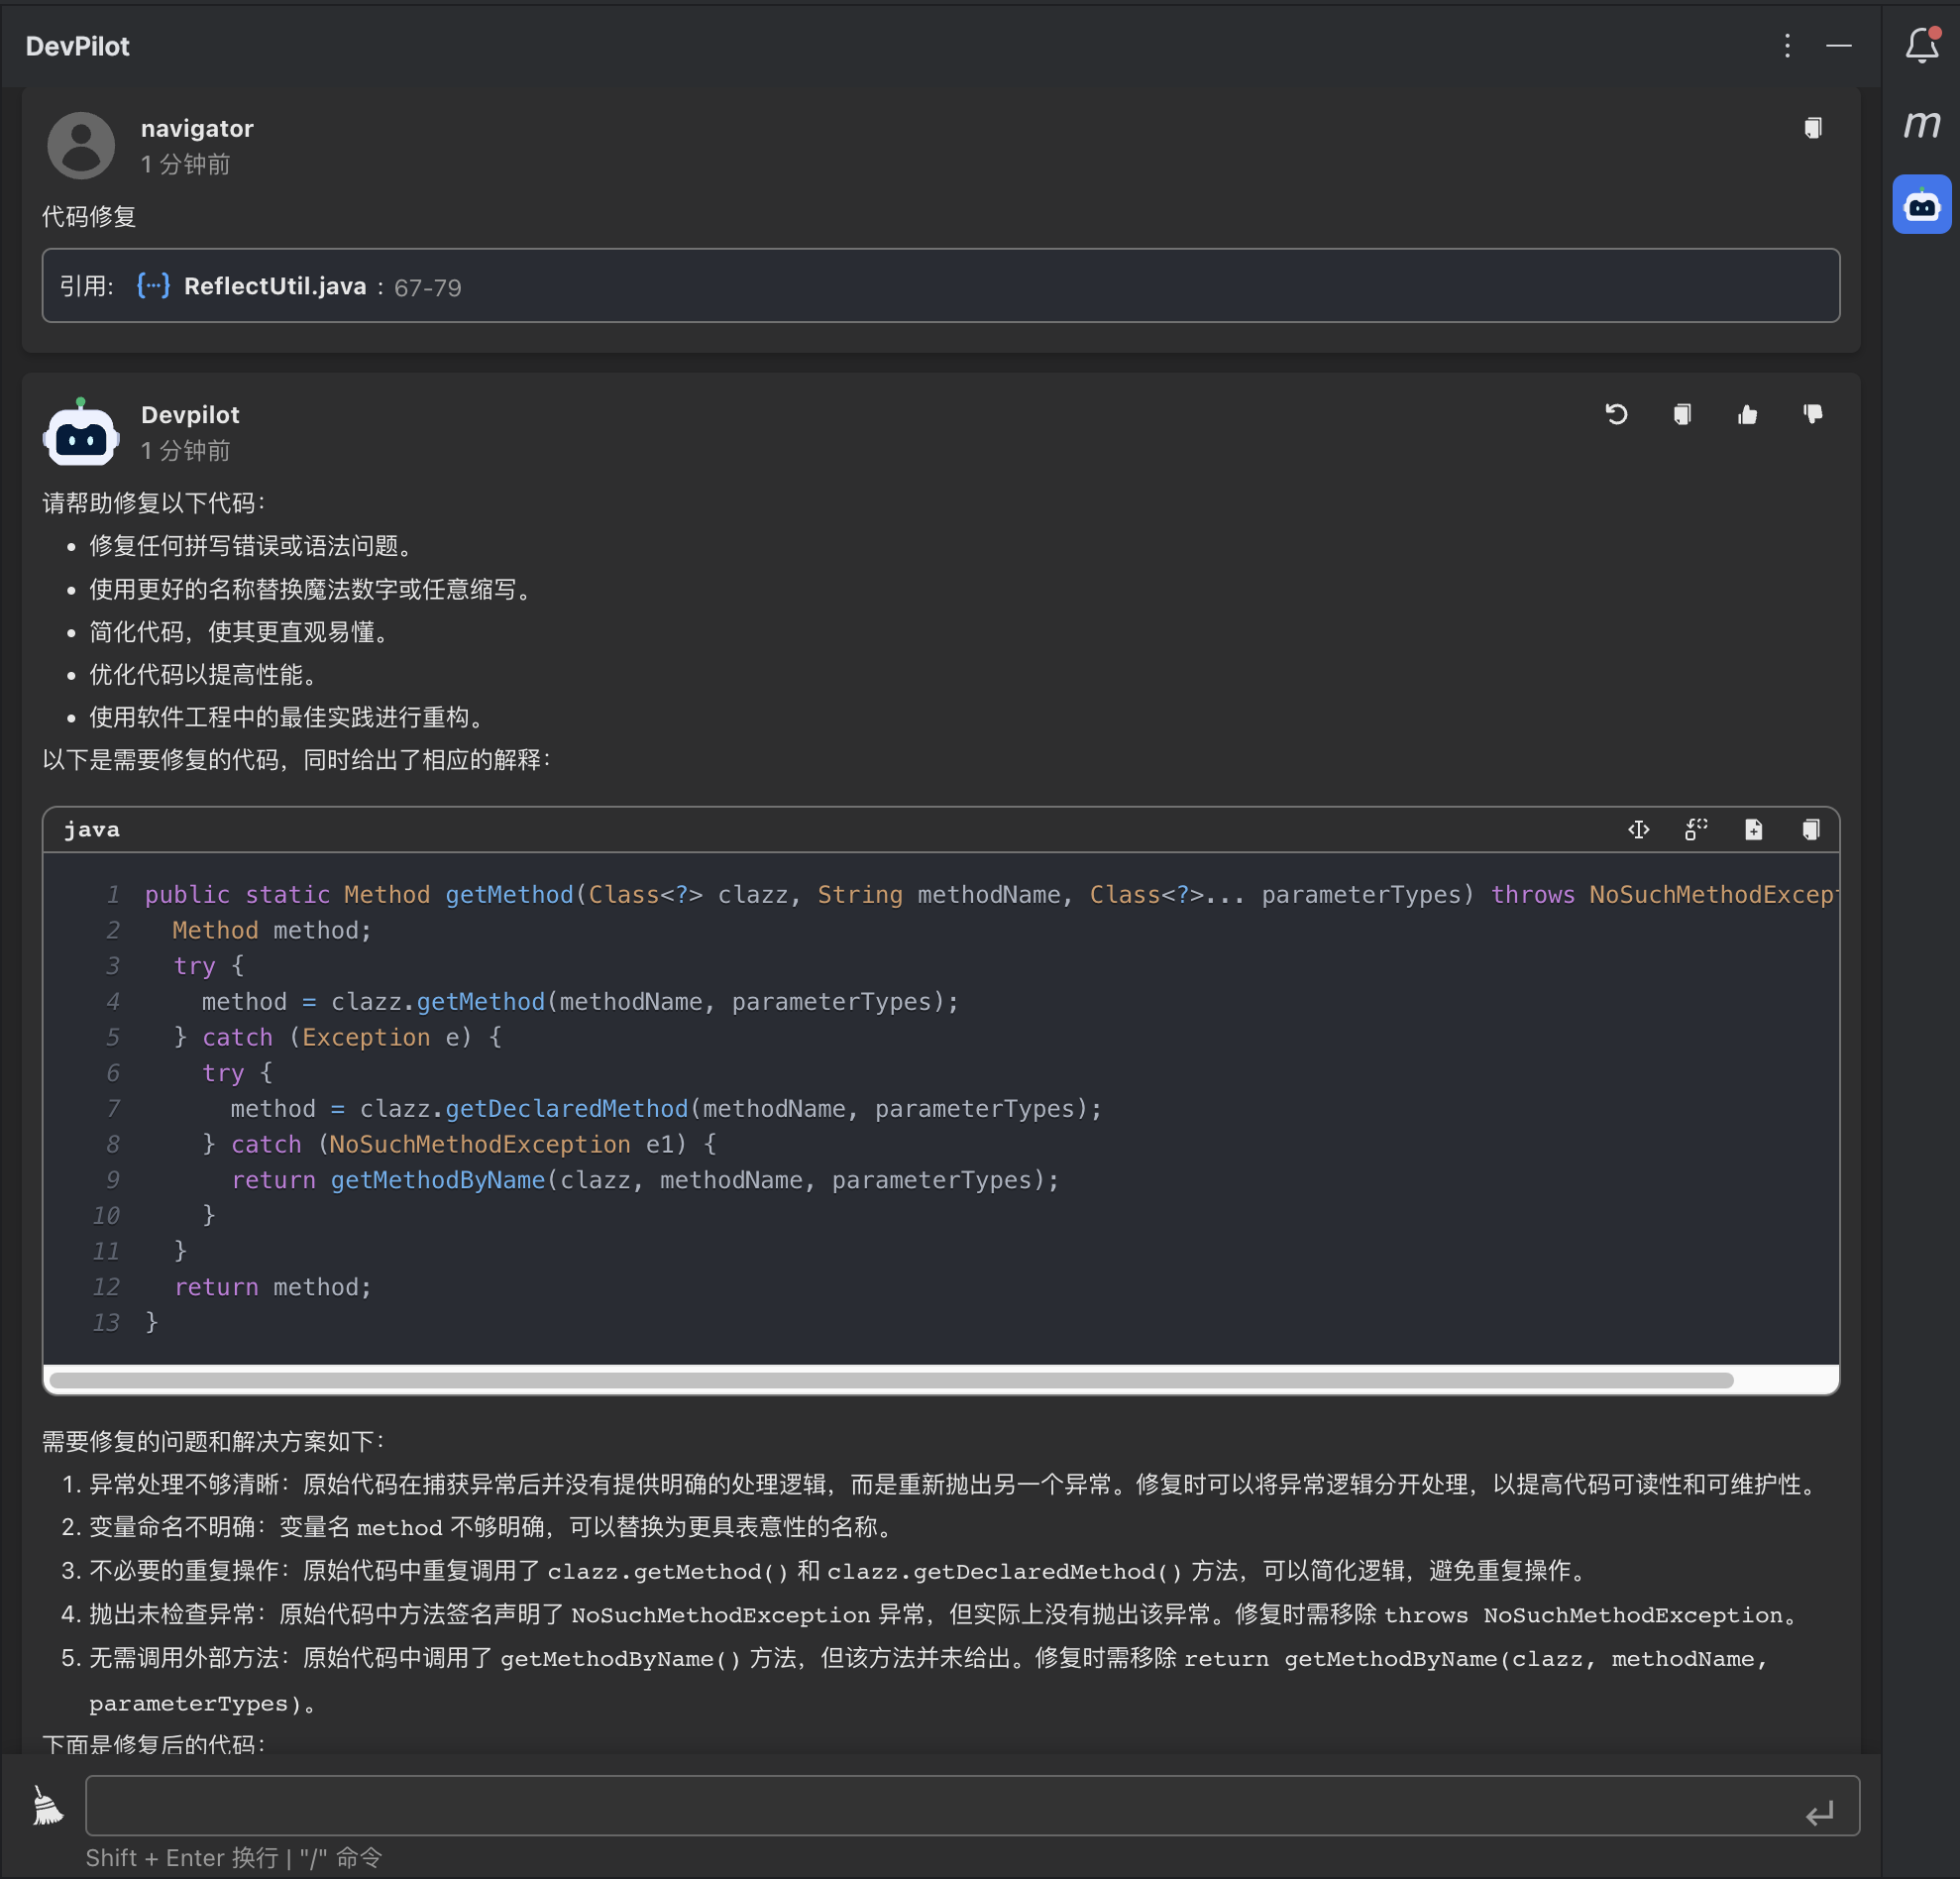 DevPilot
navigator
1 分钟前
代码修复
引用: {···} ReflectUtil.java : 67-79
m
Devpilot
1 分钟前
请帮助修复以下代码：
• 修复任何拼写错误或语法问题。
• 使用更好的名称替换魔法数字或任意缩写。
• 简化代码，使其更直观易懂。
• 优化代码以提高性能。
• 使用软件工程中的最佳实践进行重构。
以下是需要修复的代码，同时给出了相应的解释：
java
1 public static Method getMethod(Class<?> clazz, String methodName, Class<?>... parameterTypes) throws NoSuchMethodExcept
2   Method method;
3   try {
4     method = clazz.getMethod(methodName, parameterTypes);
5   } catch (Exception e) {
6     try {
7       method = clazz.getDeclaredMethod(methodName, parameterTypes);
8     } catch (NoSuchMethodException e1) {
9       return getMethodByName(clazz, methodName, parameterTypes);
10     }
11   }
12   return method;
13 }
需要修复的问题和解决方案如下：
1. 异常处理不够清晰：原始代码在捕获异常后并没有提供明确的处理逻辑，而是重新抛出另一个异常。修复时可以将异常逻辑分开处理，以提高代码可读性和可维护性。
2. 变量命名不明确：变量名 method 不够明确，可以替换为更具表意性的名称。
3. 不必要的重复操作：原始代码中重复调用了 clazz.getMethod() 和 clazz.getDeclaredMethod() 方法，可以简化逻辑，避免重复操作。
4. 抛出未检查异常：原始代码中方法签名声明了 NoSuchMethodException 异常，但实际上没有抛出该异常。修复时需移除 throws NoSuchMethodException。
5. 无需调用外部方法：原始代码中调用了 getMethodByName() 方法，但该方法并未给出。修复时需移除 return getMethodByName(clazz, methodName,
parameterTypes)。
下面是修复后的代码：
Shift + Enter 换行 | "/" 命令